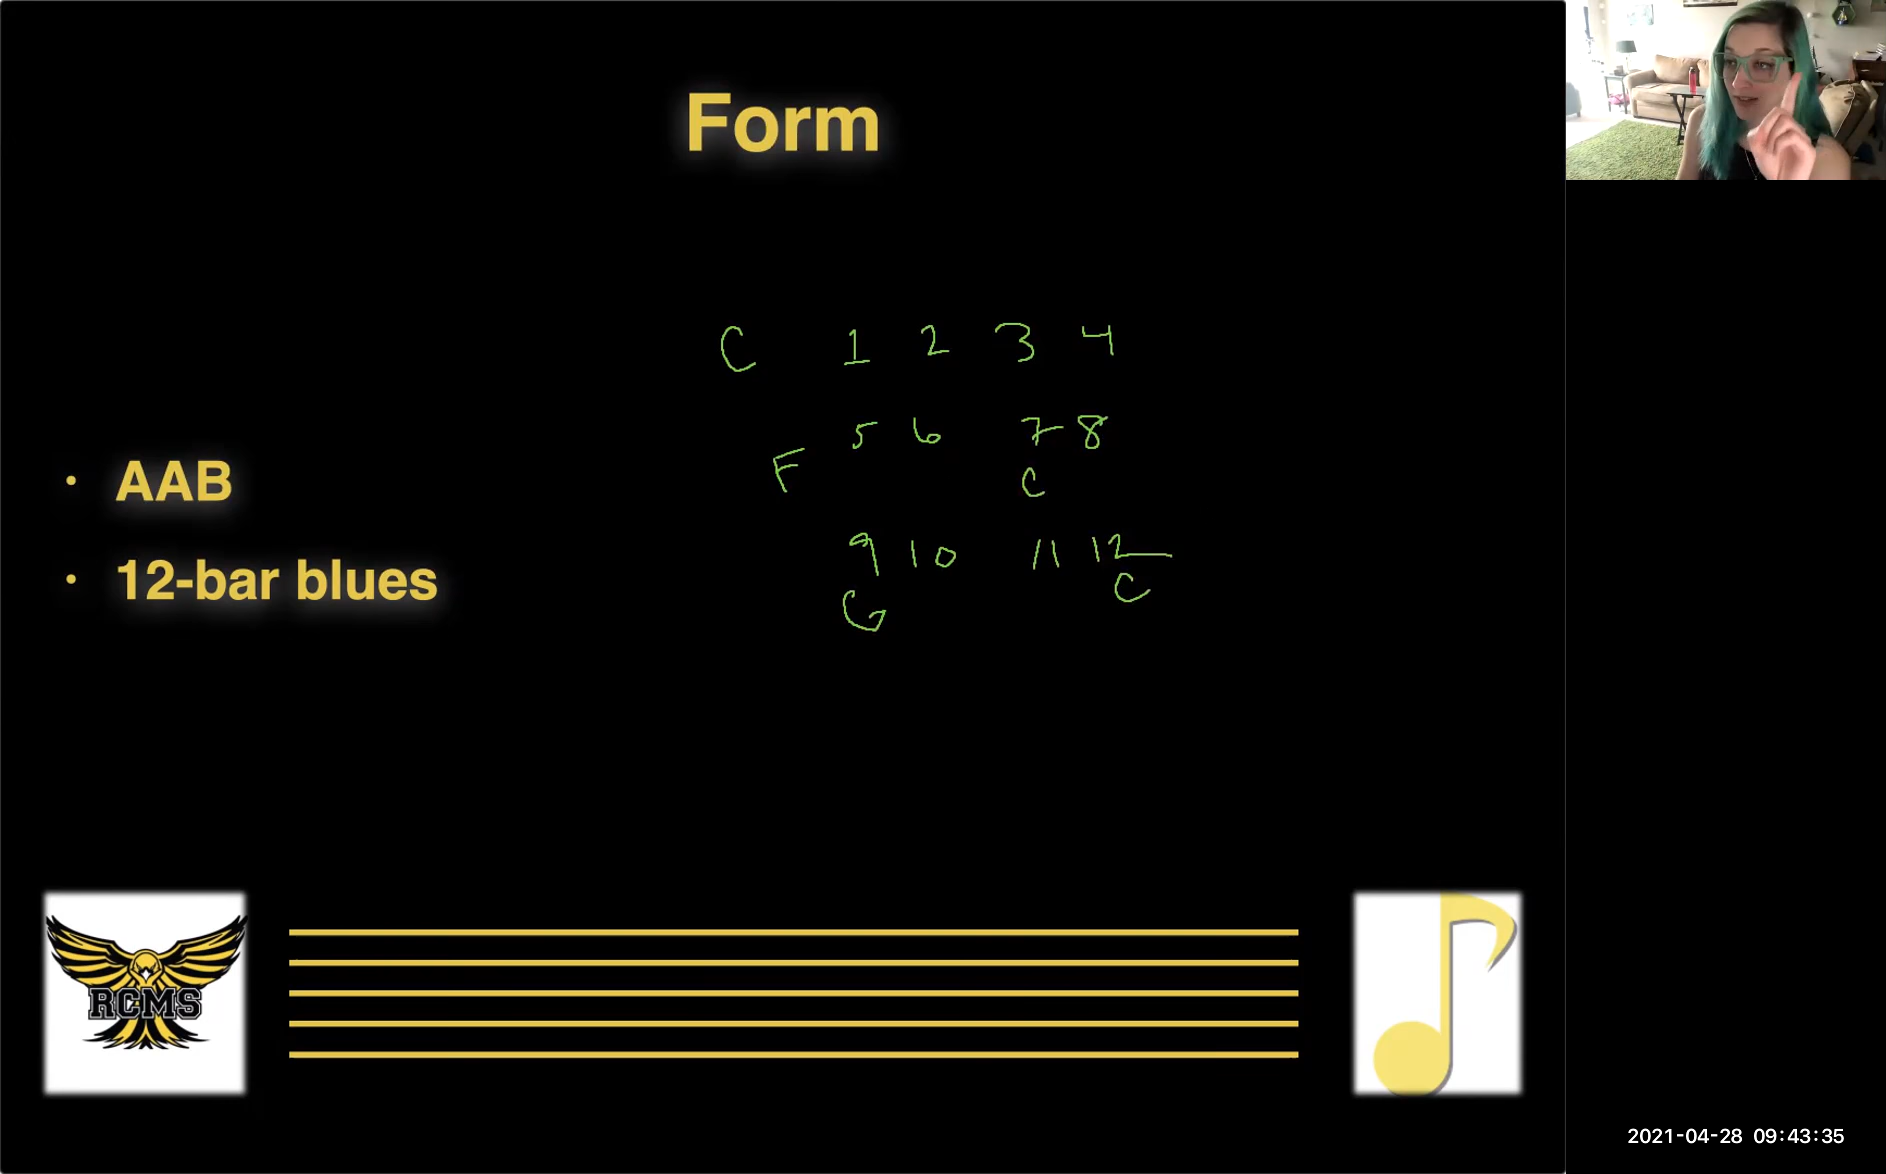 Form
C 1 2 3 4
5 6 7 8
F C
9 10 11 12
G C
• AAB
• 12-bar blues
RCMS
2021-04-28 09:43:35